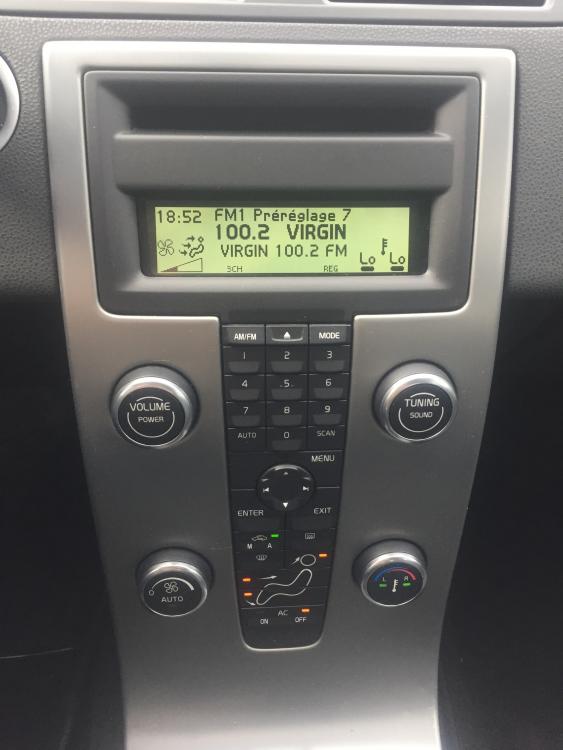 18:52 FM1 Préréglage 7
100.2 VIRGIN
VIRGIN 100.2 FM
3CH REG Lo Lo
AM/FM MODE
1 2 3
4 .5 6
7 8 9
AUTO 0 SCAN
VOLUME
POWER
TUNING
SOUND
MENU
ENTER EXIT
M A
0 AUTO
L R
AC
ON OFF